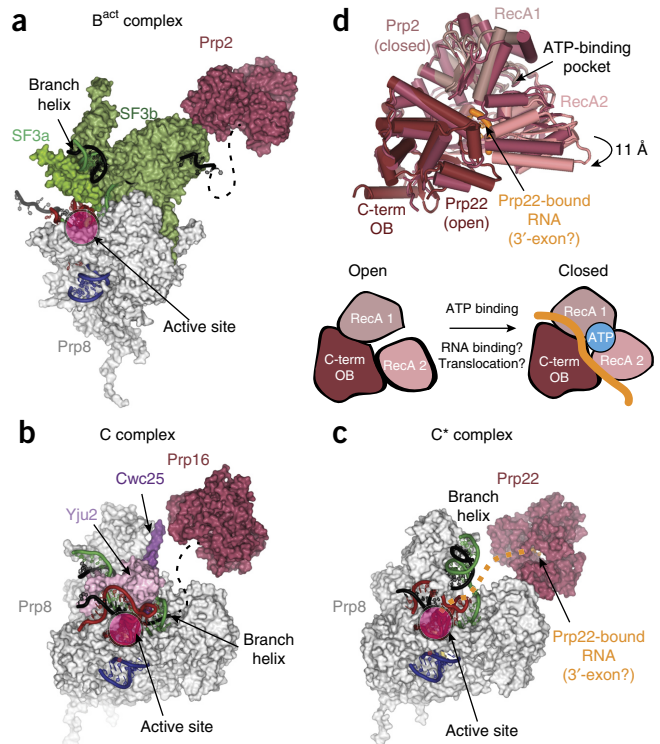 a
B^act complex
Prp2
Branch
helix
SF3a
SF3b
Active site
Prp8
b
C complex
Prp16
Cwc25
Yju2
Prp8
Branch
helix
Active site
c
C* complex
Prp22
Branch
helix
Prp8
Prp22-bound
RNA
(3′-exon?)
Active site
d
RecA1
Prp2
(closed)
ATP-binding
pocket
RecA2
11 Å
C-term
OB
Prp22
(open)
Prp22-bound
RNA
(3′-exon?)
Open
Closed
RecA 1
C-term
OB
RecA 2
ATP binding
RNA binding?
Translocation?
RecA 1
ATP
C-term
OB
RecA 2